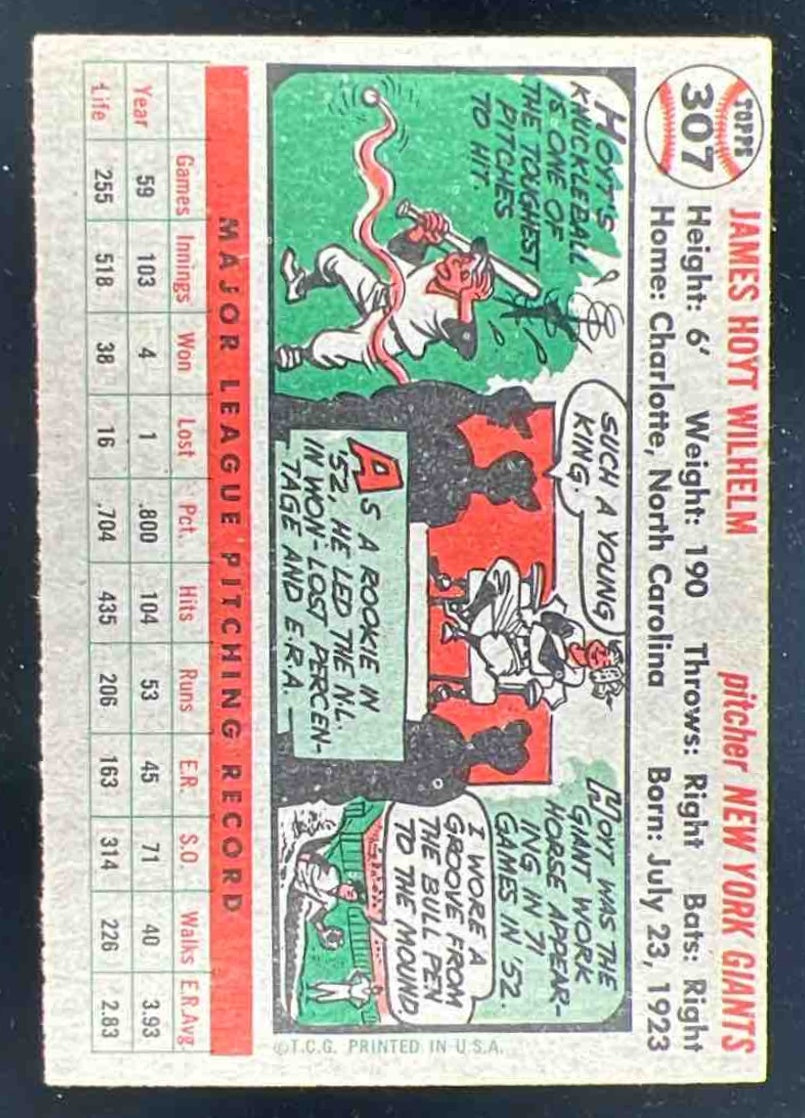 TOPPS
307
JAMES HOYT WILHELM
pitcher NEW YORK GIANTS
Height: 6' Weight: 190 Throws: Right Bats: Right
Home: Charlotte, North Carolina Born: July 23, 1923
HOYT'S
KNUCKLEBALL
IS ONE OF
THE TOUGHEST
PITCHES
TO HIT.
SUCH A YOUNG
KING.
AS A ROOKIE IN
'52, HE LED THE N.L.
IN WON-LOST PERCEN-
TAGE AND E.R.A. —
HOYT WAS THE
GIANT WORK
HORSE APPEAR-
ING IN 71
GAMES IN '52.
I WORE A
GROOVE FROM
THE BULL PEN
TO THE MOUND.
©T.C.G. PRINTED IN U.S.A.
MAJOR LEAGUE PITCHING RECORD
Games Innings Won Lost Pct. Hits Runs E.R. S.O. Walks E.R.Avg.
Year 59 103 4 1 .800 104 53 45 71 40 3.93
Life 255 518 38 16 .704 435 206 163 314 226 2.83